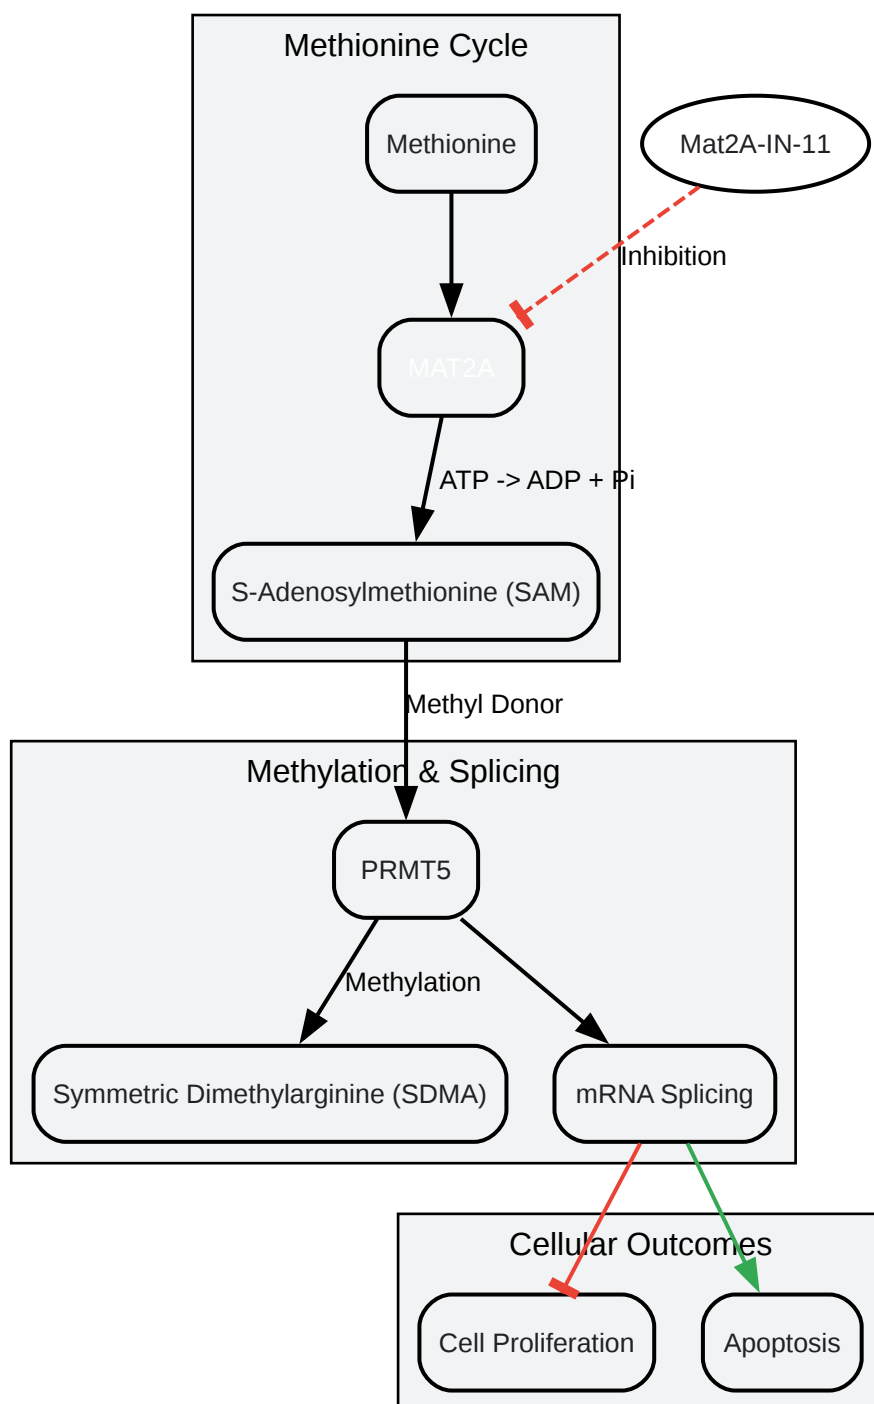 Methionine Cycle
Methionine
Mat2A-IN-11
Inhibition
MAT2A
ATP -> ADP + Pi
S-Adenosylmethionine (SAM)
Methyl Donor
Methylation & Splicing
PRMT5
Methylation
Symmetric Dimethylarginine (SDMA)
mRNA Splicing
Cellular Outcomes
Cell Proliferation
Apoptosis